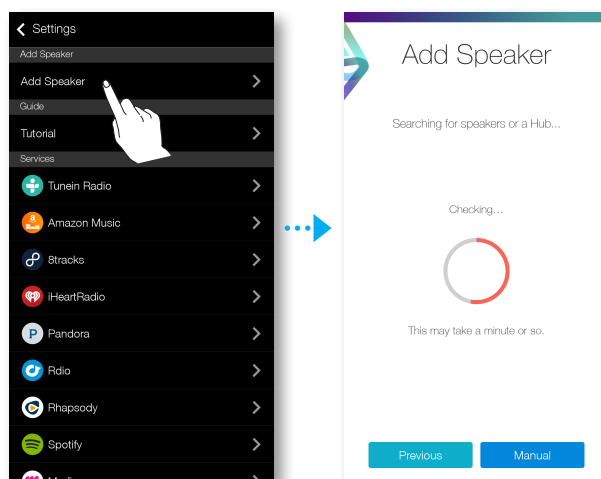 Settings
Add Speaker
Add Speaker
Guide
Tutorial
Services
Tunein Radio
Amazon Music
8tracks
iHeartRadio
P Pandora
Rdio
Rhapsody
Spotify
Add Speaker
Searching for speakers or a Hub...
Checking...
This may take a minute or so.
Previous
Manual